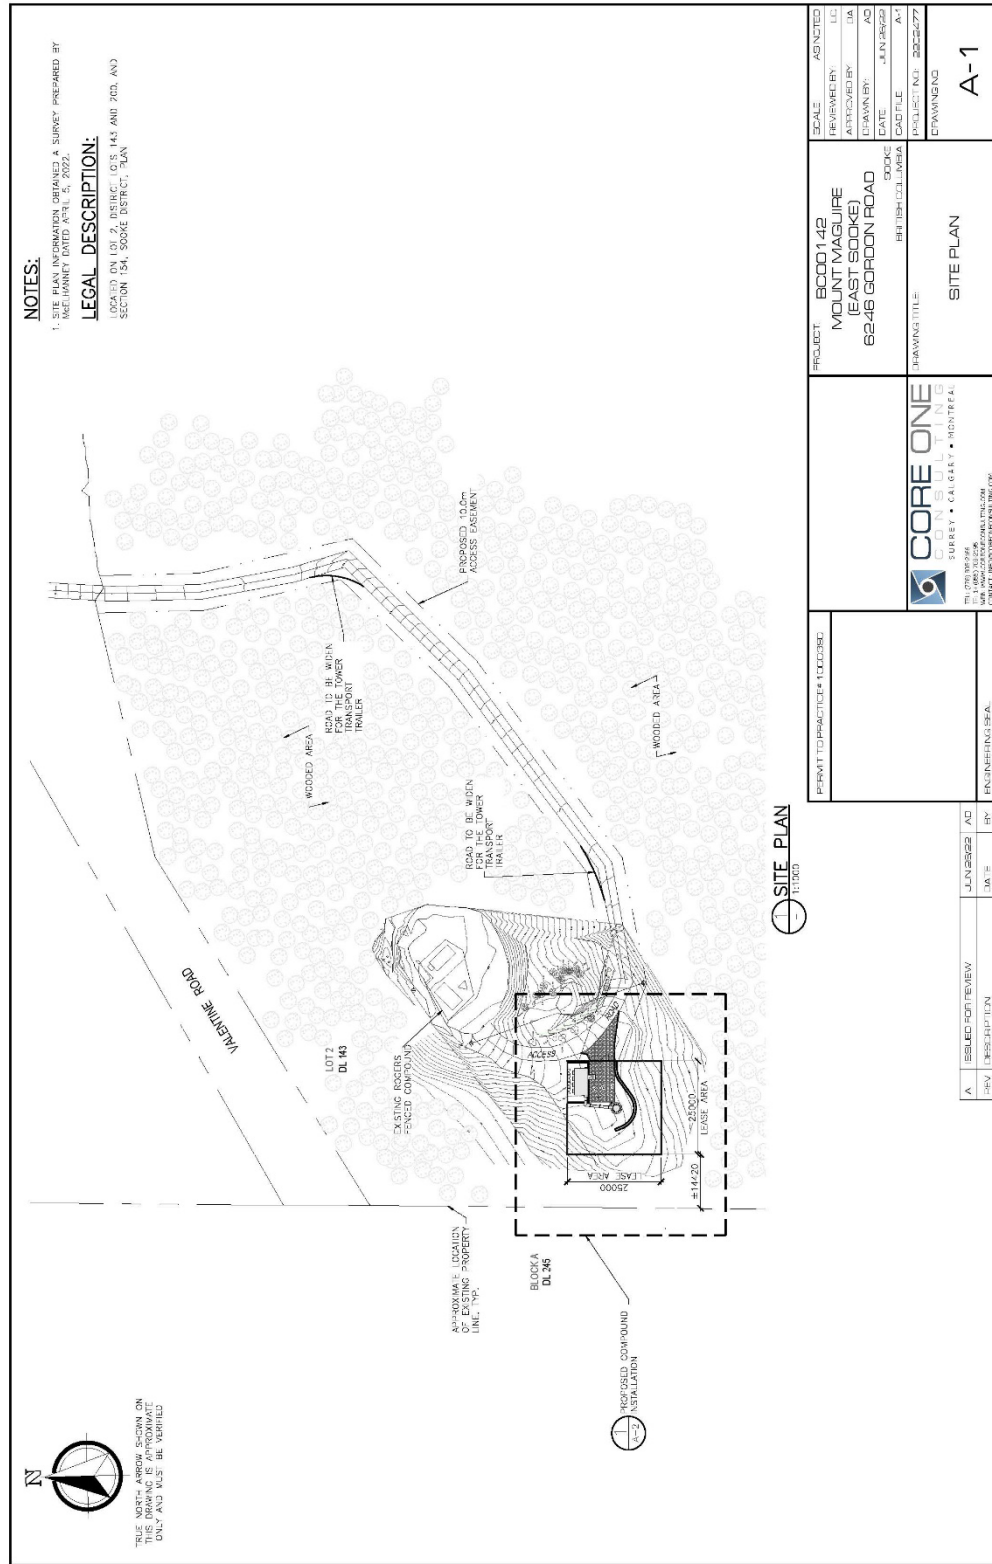 TRUE NORTH ARROW SHOWN ON
THIS DRAWING IS APPROXIMATE
ONLY AND MUST BE VERIFIED
N
NOTES:
1. SITE PLAN INFORMATION OBTAINED A SURVEY PREPARED BY
McELHANNEY DATED APRIL 5, 2022.
LEGAL DESCRIPTION:
LOCATED ON LOT 2, DISTRICT LOTS 143 AND 200, AND
SECTION 154, SOOKE DISTRICT, PLAN
VALENTINE ROAD
LOT 2
DL 143
WOODED AREA
ROAD TO BE WIDEN
FOR THE TOWER
TRANSPORT
TRAILER
PROPOSED 10.0m
ACCESS EASEMENT
APPROXIMATE LOCATION
OF EXISTING PROPERTY
LINE, TYP.
EXISTING ROGERS
FENCED COMPOUND
ROAD TO BE WIDEN
FOR THE TOWER
TRANSPORT
TRAILER
WOODED AREA
BLOCK A
DL 245
ACCESS
ROAD
25000
LEASE AREA
25000
LEASE AREA
±14420
1
A-2
PROPOSED COMPOUND
INSTALLATION
1
-
SITE PLAN
1:1000
A ISSUED FOR REVIEW JUN 28/22 AD
REV DESCRIPTION DATE BY
PERMIT TO PRACTICE# 1000390
ENGINEERING SEAL
CORE ONE
CONSULTING
SURREY • CALGARY • MONTREAL
PROJECT:
BC00142
MOUNT MAGUIRE
(EAST SOOKE)
6246 GORDON ROAD
SOOKE
BRITISH COLUMBIA
DRAWING TITLE:
SITE PLAN
SCALE: AS NOTED
REVIEWED BY: LC
APPROVED BY: DA
DRAWN BY: AD
DATE: JUN 28/22
CAD FILE: A-1
PROJECT NO: 2202477
DRAWING NO:
A-1